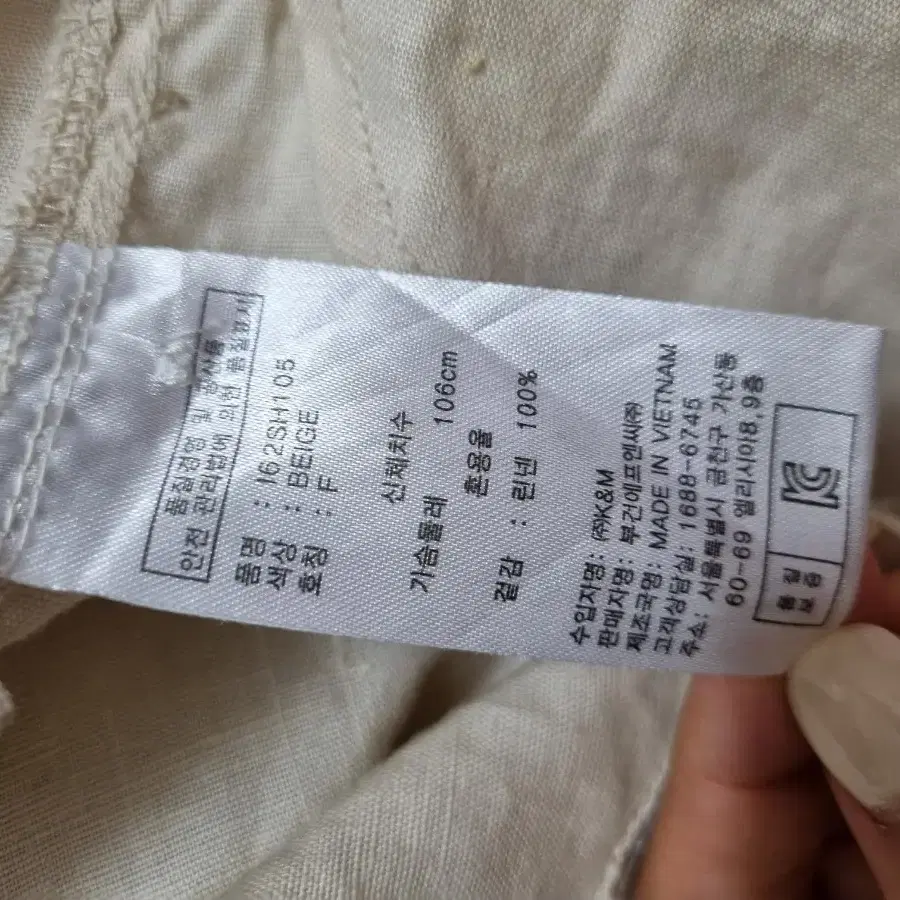 품질경영 및 공산품
안전 관리법에 의한 품질표시
품명 : I62SH105
색상 : BEIGE
호칭 : F
신체치수
가슴둘레 106cm
혼용율
겉감 : 린넨 100%
수입자명: ㈜K&M
판매자명: 부건에프엔씨㈜
제조국명: MADE IN VIETNAM
고객상담실: 1688-6745
주소: 서울특별시 금천구 가산동
60-69 엘리시아8,9층
품질
보증